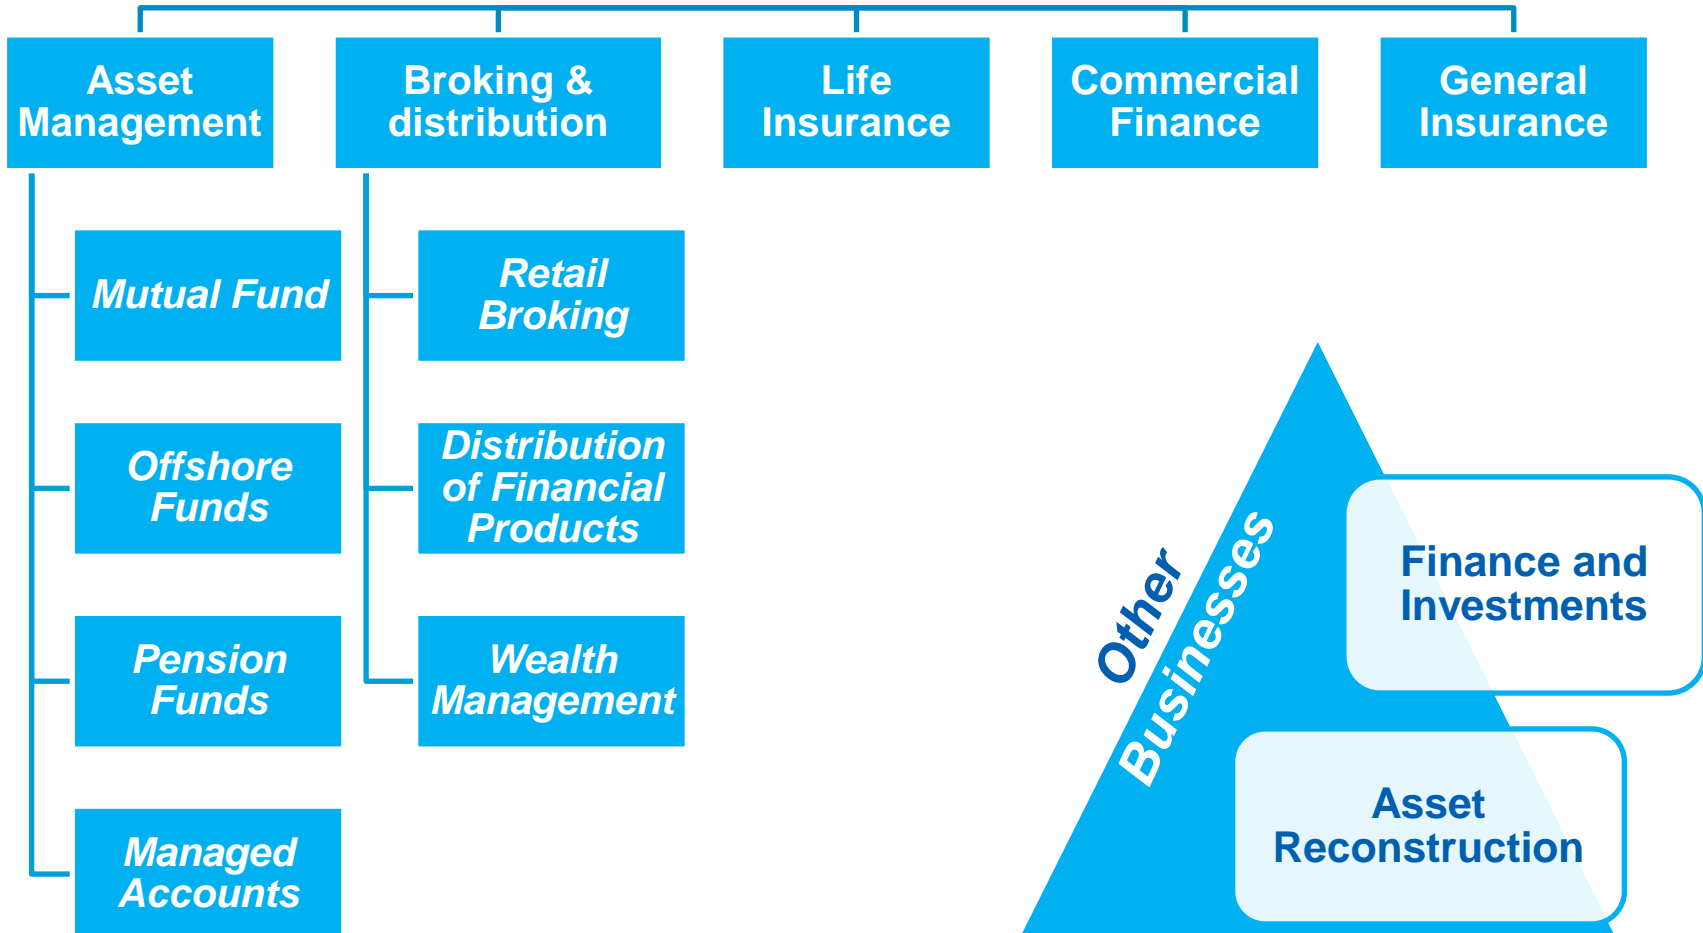 Asset
Management
Broking &
distribution
Life
Insurance
Commercial
Finance
General
Insurance
Mutual Fund
Offshore
Funds
Pension
Funds
Managed
Accounts
Retail
Broking
Distribution
of Financial
Products
Wealth
Management
Other
Businesses
Finance and
Investments
Asset
Reconstruction